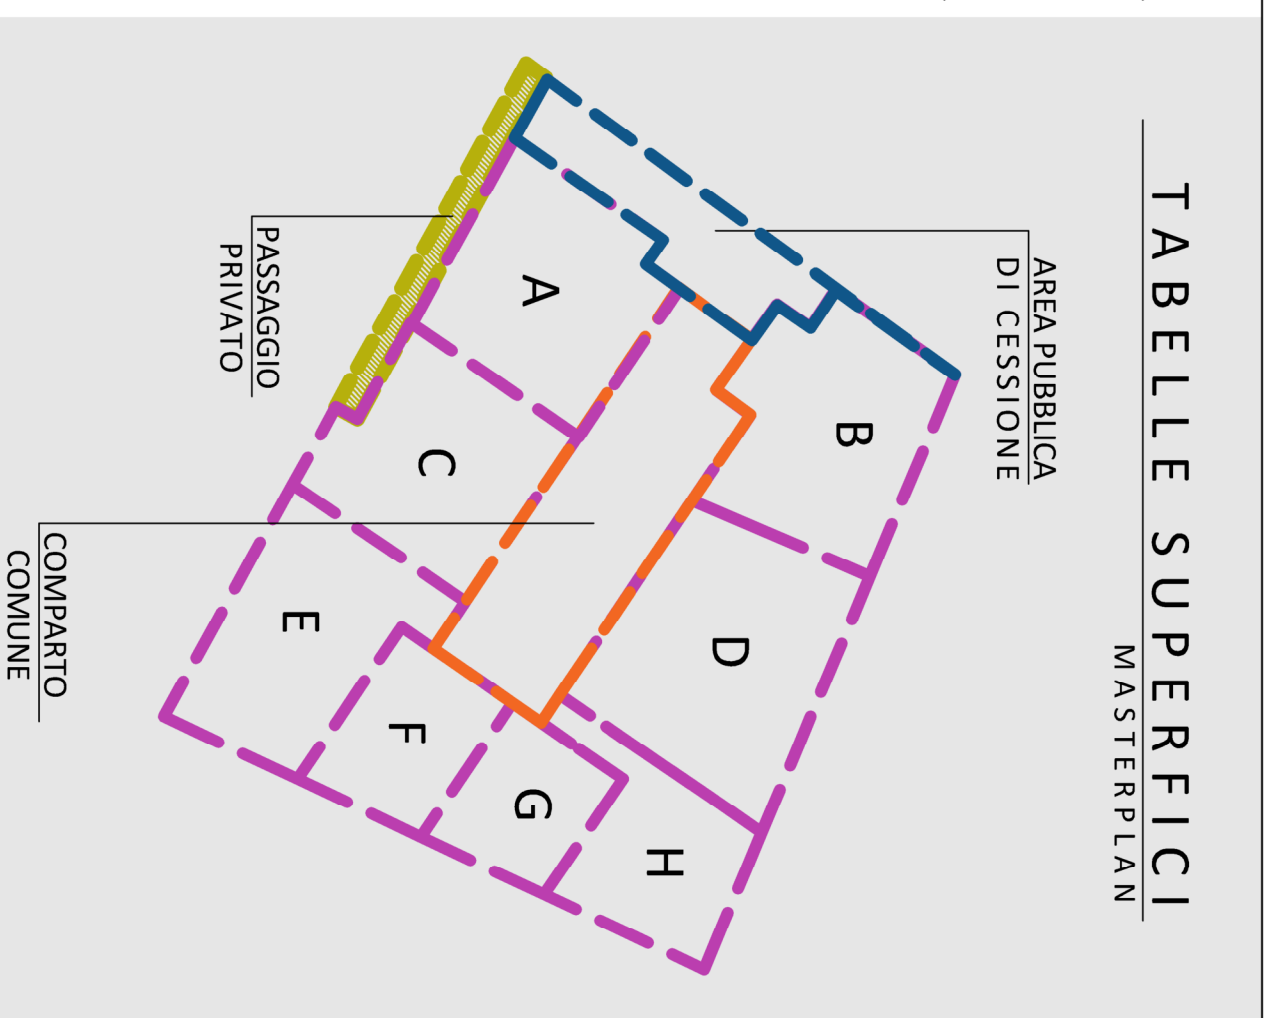 TABELLE SUPERFICI
MASTERPLAN
AREA PUBBLICA
DI CESSIONE
B
A
PASSAGGIO
PRIVATO
C
D
COMPARTO
COMUNE
E
F
G
H